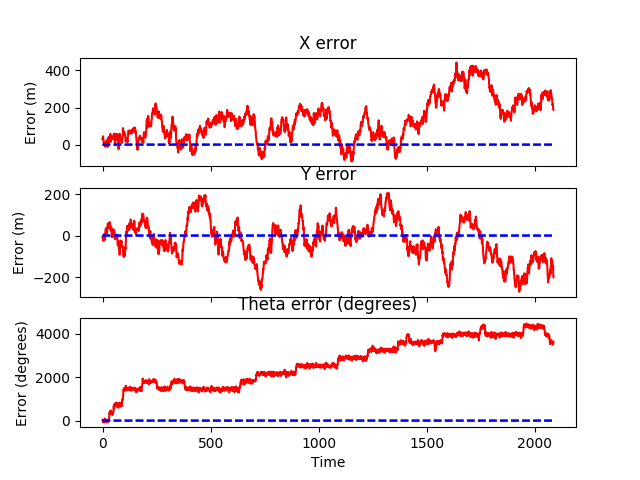 X error
400
200
0
Error (m)
Y error
200
0
−200
Error (m)
Theta error (degrees)
4000
2000
0
Error (degrees)
0 500 1000 1500 2000
Time